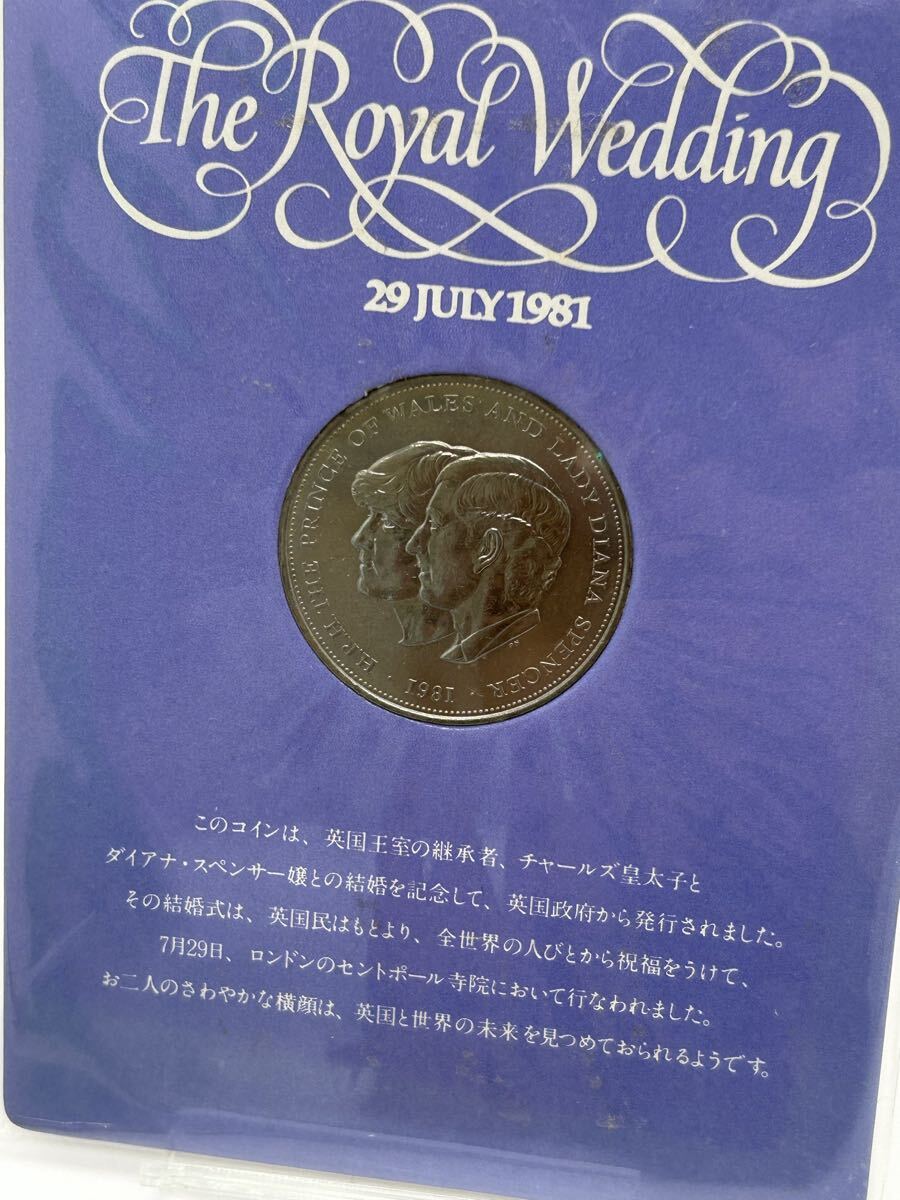 The Royal Wedding
29 JULY 1981
H.R.H. THE PRINCE OF WALES AND LADY DIANA SPENCER
· 1981 ·
このコインは、英国王室の継承者、チャールズ皇太子と
ダイアナ・スペンサー嬢との結婚を記念して、英国政府から発行されました。
その結婚式は、英国民はもとより、全世界の人びとから祝福をうけて、
7月29日、ロンドンのセントポール寺院において行なわれました。
お二人のさわやかな横顔は、英国と世界の未来を見つめておられるようです。